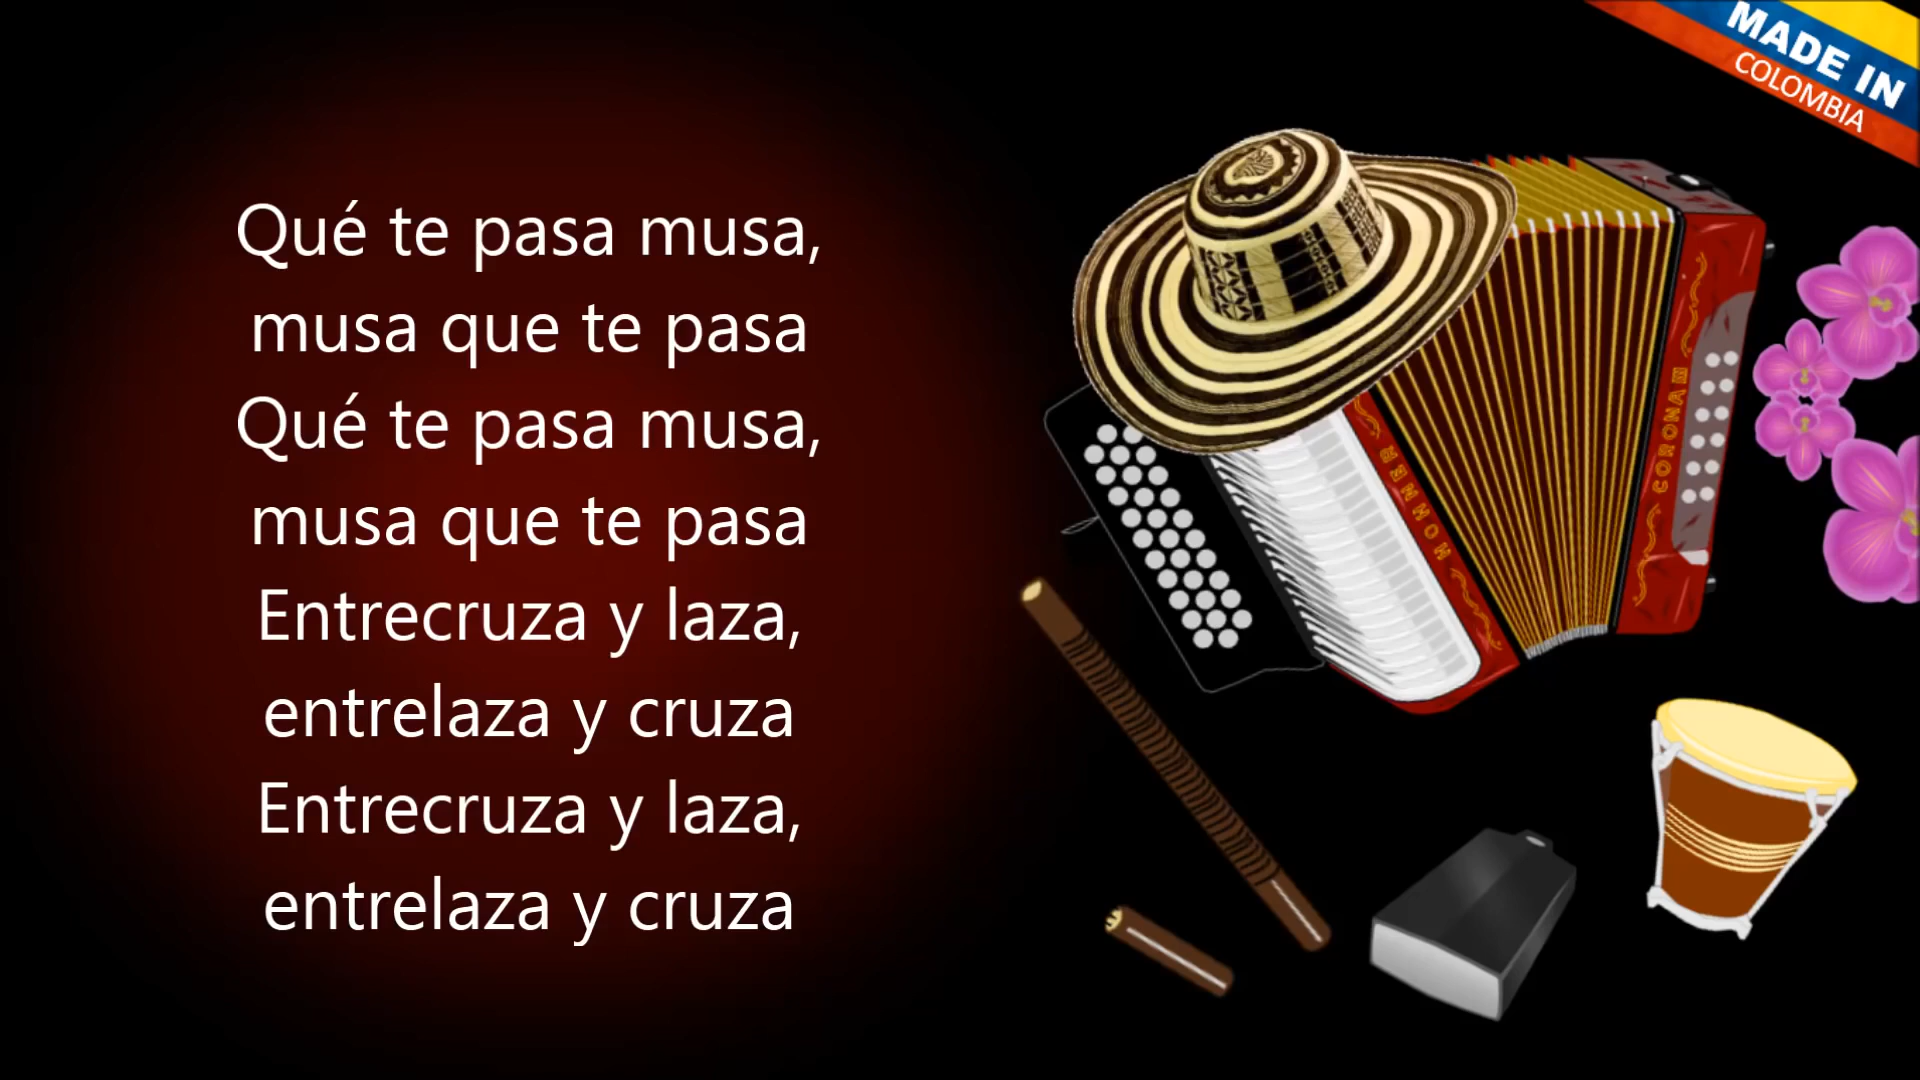 MADE IN
COLOMBIA
Qué te pasa musa,
musa que te pasa
Qué te pasa musa,
musa que te pasa
Entrecruza y laza,
entrelaza y cruza
Entrecruza y laza,
entrelaza y cruza
HOHNER
CORONA III